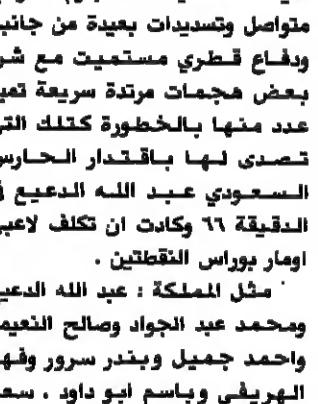 متواصل وتسديدات بعيدة من جانب
ودفاع قطري مستميت مع شن
بعض هجمات مرتدة سريعة تميز
عدد منها بالخطورة كتلك التي
تصدى لها باقتدار الحارس
السعودي عبد الله الدعيع في
الدقيقة ٦٦ وكادت ان تكلف لاعبي
اومار بوراس النقطتين .
مثل المملكة : عبد الله الدعيع
ومحمد عبد الجواد وصالح النعيمة
واحمد جميل وبندر سرور وفهد
الهريفي وباسم ابو داود . سعد